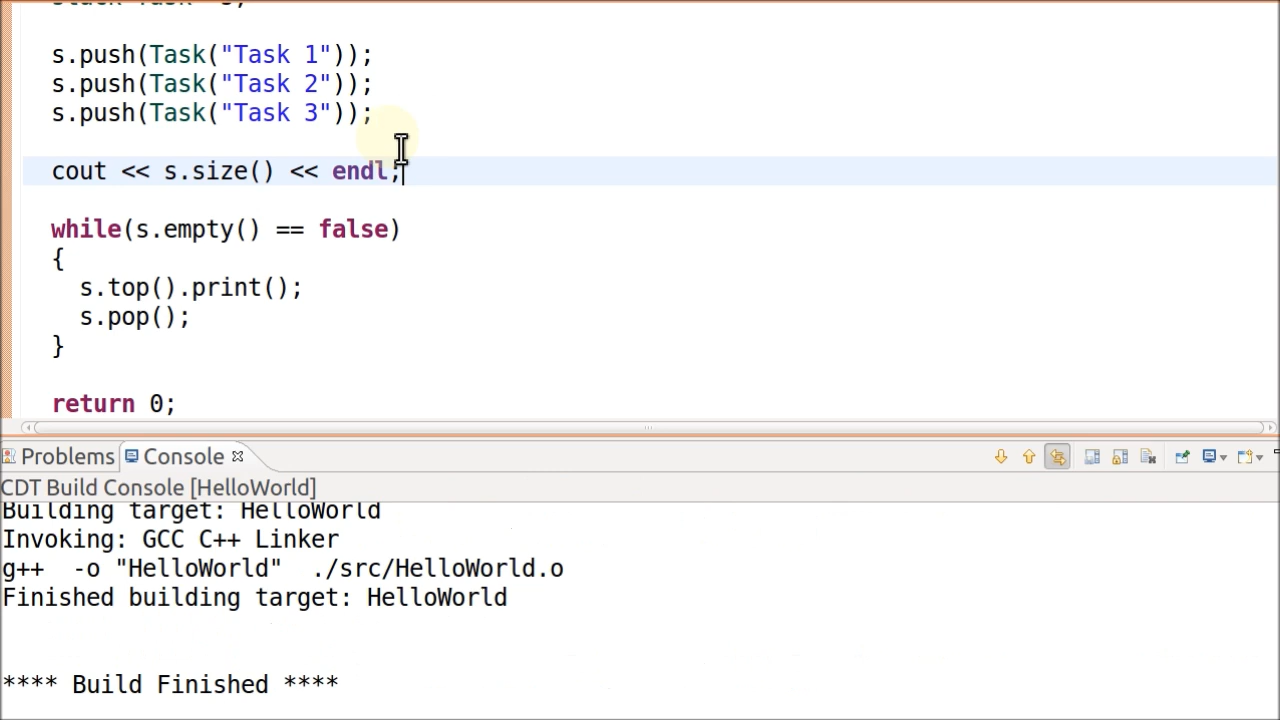 s.push(Task("Task 1"));
s.push(Task("Task 2"));
s.push(Task("Task 3"));
cout << s.size() << endl;
while(s.empty() == false)
{
s.top().print();
s.pop();
}
return 0;
Problems Console
CDT Build Console [HelloWorld]
Building target: HelloWorld
Invoking: GCC C++ Linker
g++ -o "HelloWorld" ./src/HelloWorld.o
Finished building target: HelloWorld
**** Build Finished ****